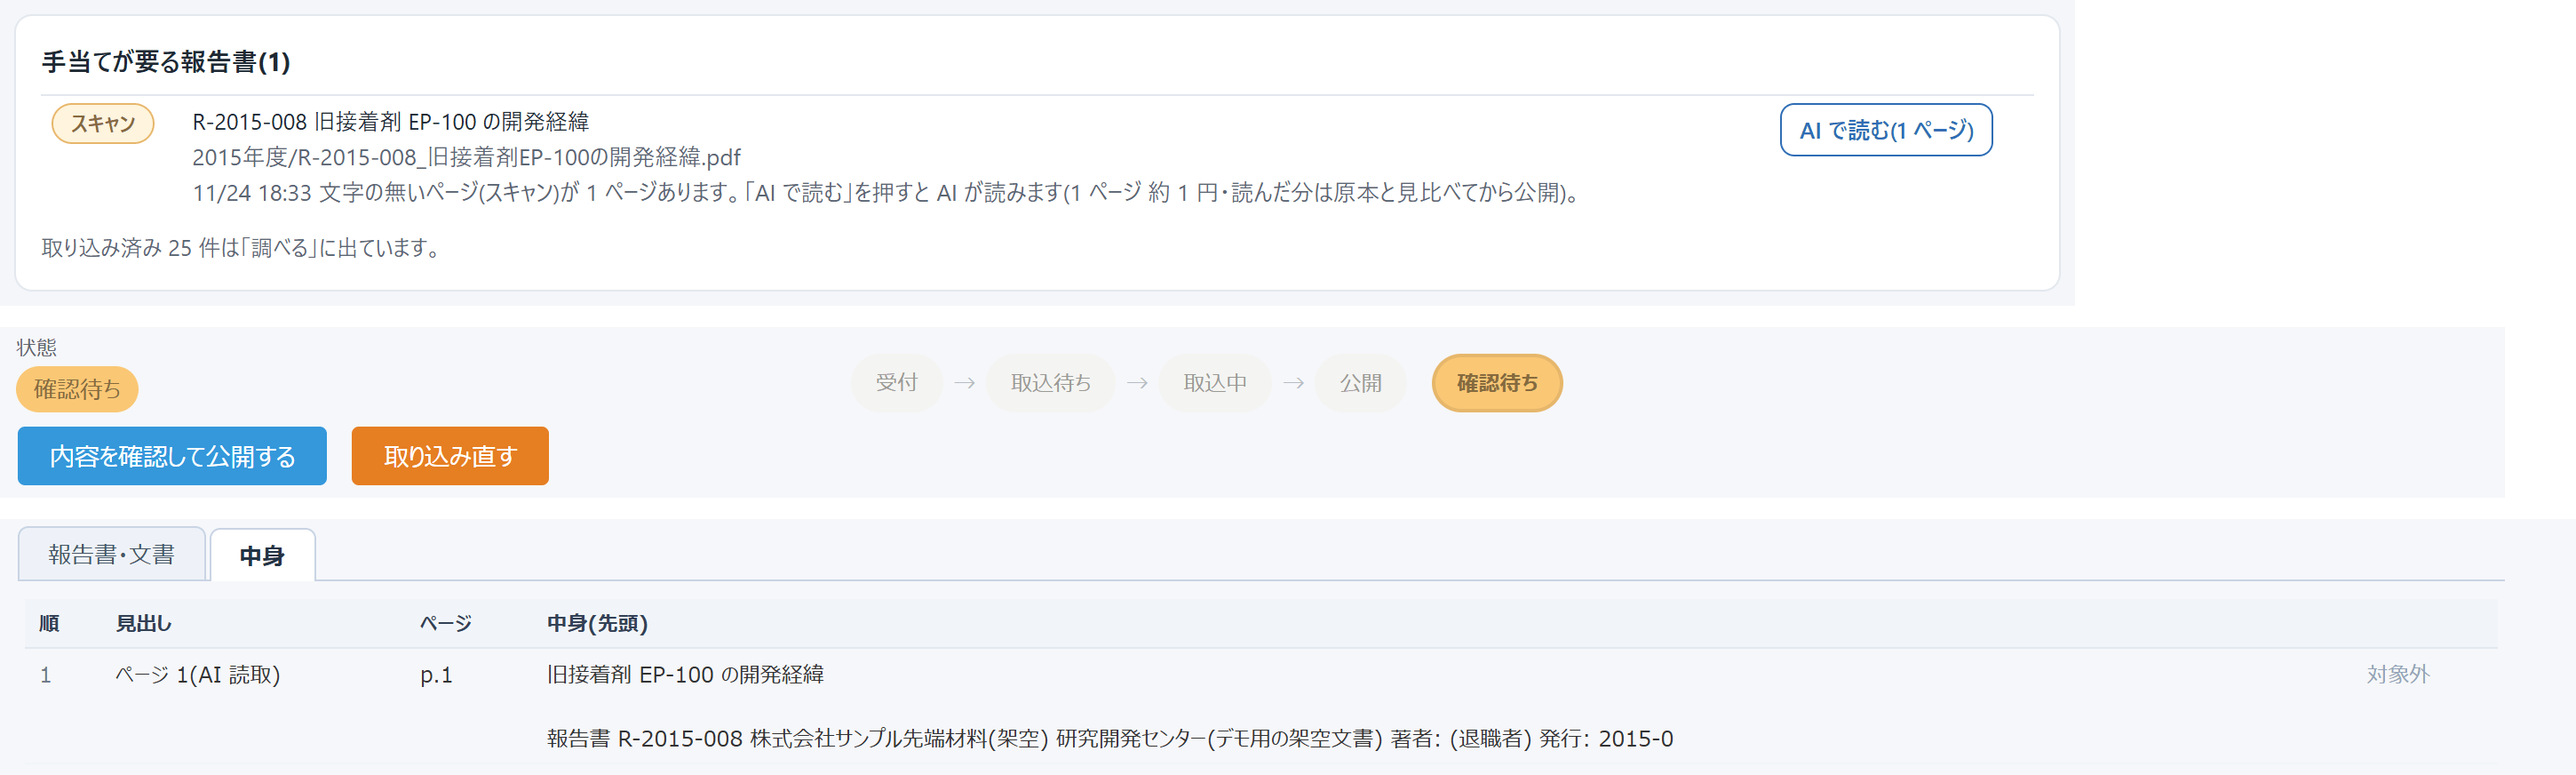 手当てが要る報告書(1)
スキャン
R-2015-008 旧接着剤 EP-100 の開発経緯
AI で読む(1 ページ)
2015年度/R-2015-008_旧接着剤EP-100の開発経緯.pdf
11/24 18:33 文字の無いページ(スキャン)が 1 ページあります。「AI で読む」を押すと AI が読みます(1 ページ 約 1 円・読んだ分は原本と見比べてから公開)。
取り込み済み 25 件は「調べる」に出ています。
状態
確認待ち
受付 → 取込待ち → 取込中 → 公開 確認待ち
内容を確認して公開する 取り込み直す
報告書・文書 中身
順 見出し ページ 中身(先頭)
1 ページ 1(AI 読取) p.1 旧接着剤 EP-100 の開発経緯 対象外
報告書 R-2015-008 株式会社サンプル先端材料(架空) 研究開発センター(デモ用の架空文書) 著者: (退職者) 発行: 2015-0